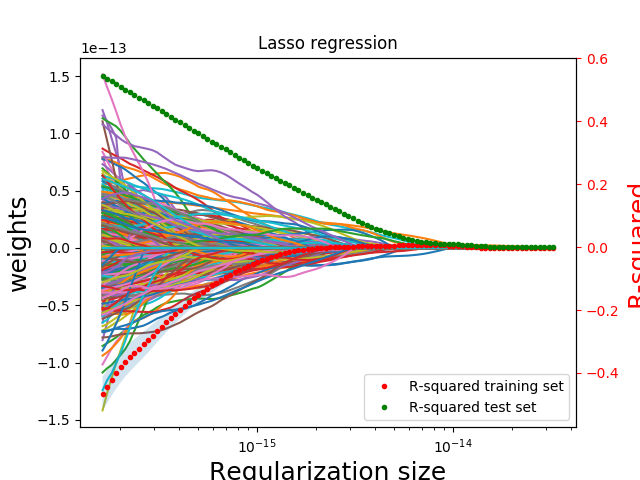 Lasso regression
1e−13
1.5
1.0
0.5
0.0
−0.5
−1.0
−1.5
weights
0.6
0.4
0.2
0.0
−0.2
−0.4
R-squared
R-squared training set
R-squared test set
10−15
10−14
Regularization size